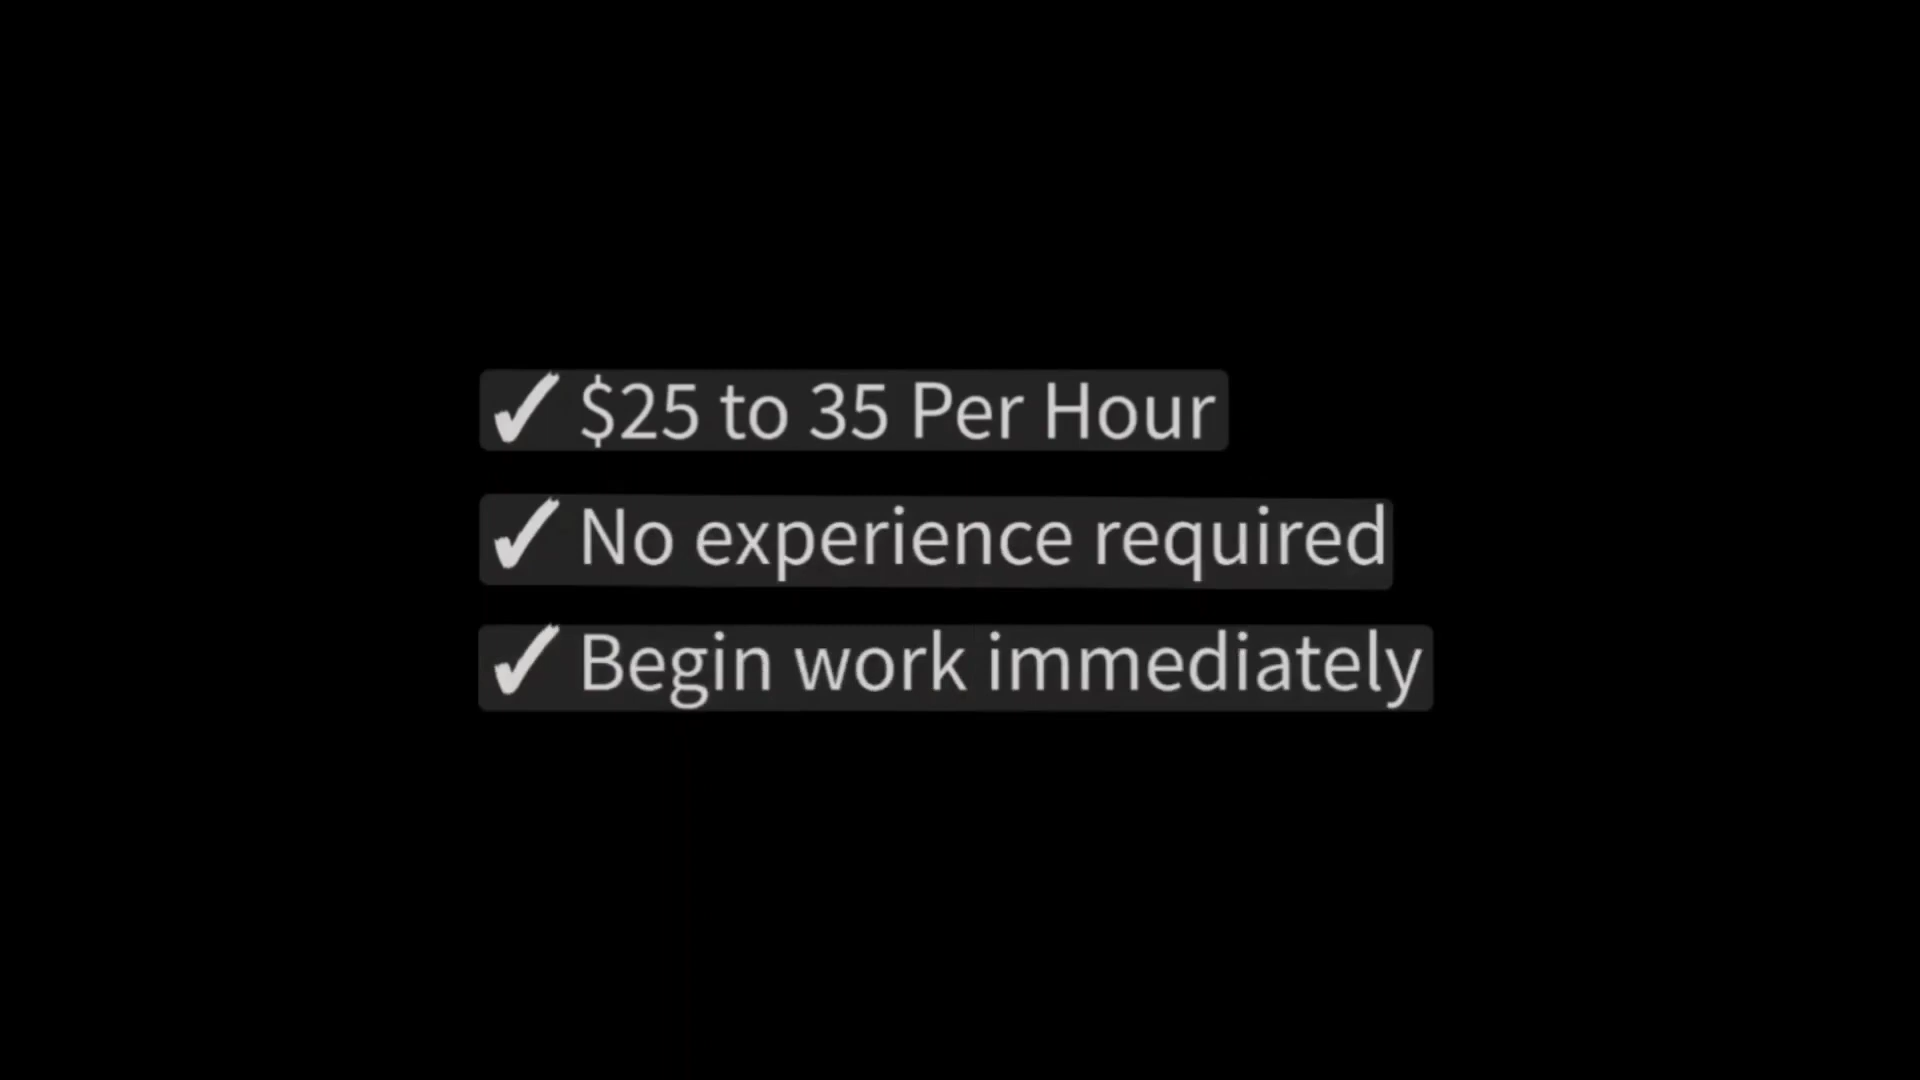 ✔ $25 to 35 Per Hour
✔ No experience required
✔ Begin work immediately